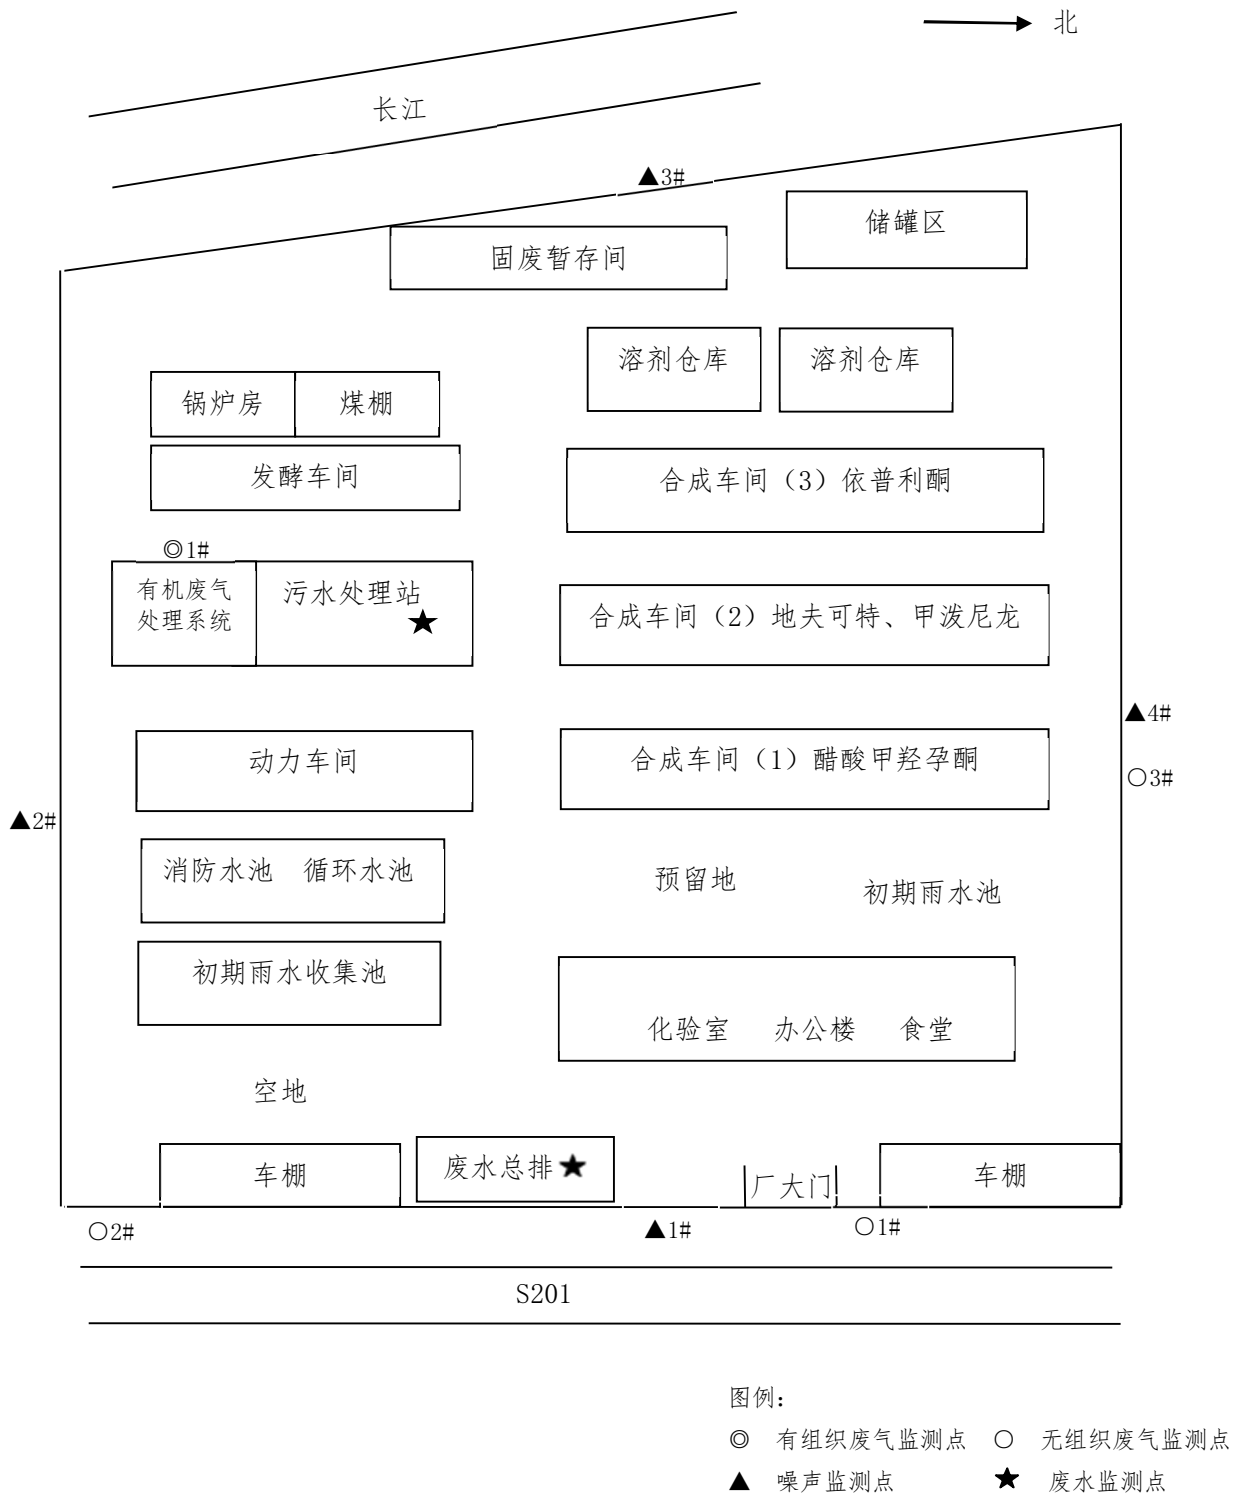 北
长江
▲3#
储罐区
固废暂存间
溶剂仓库
溶剂仓库
锅炉房
煤棚
发酵车间
合成车间（3）依普利酮
◎1#
有机废气
处理系统
污水处理站
★
合成车间（2）地夫可特、甲泼尼龙
▲4#
动力车间
合成车间（1）醋酸甲羟孕酮
○3#
▲2#
消防水池 循环水池
预留地
初期雨水池
初期雨水收集池
化验室 办公楼 食堂
空地
车棚
废水总排★
厂大门
车棚
○2#
▲1#
○1#
S201
图例：
◎ 有组织废气监测点 ○ 无组织废气监测点
▲ 噪声监测点 ★ 废水监测点